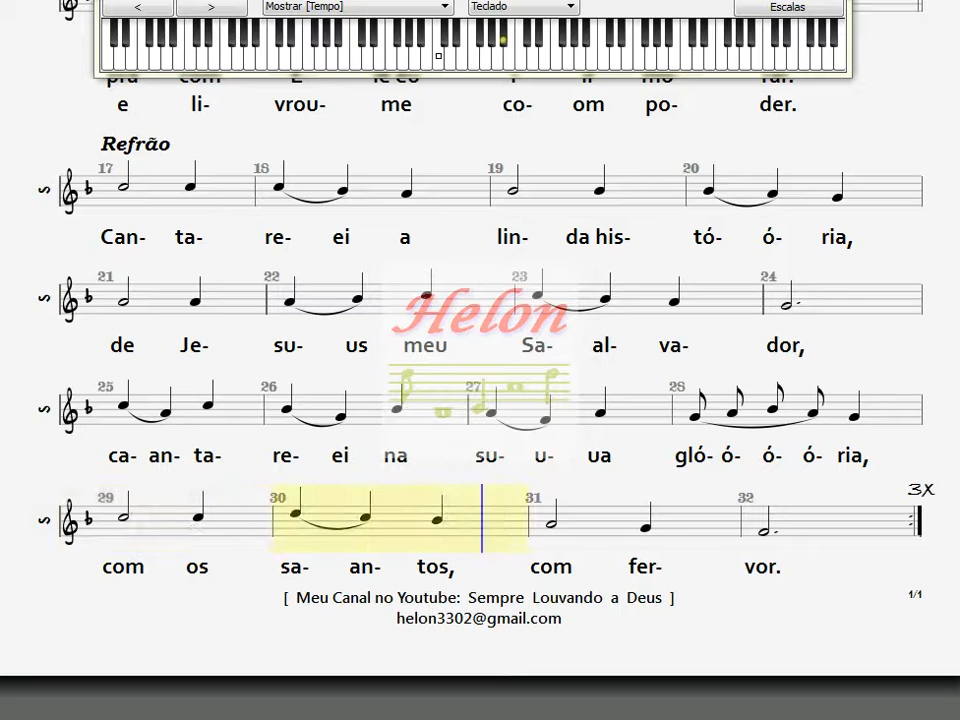 < > Mostrar [Tempo] Teclado Escalas
e li- vrou- me co- om po- der.
Refrão
17 18 19 20
S
Can- ta- re- ei a lin- da his- tó- ó- ria,
21 22 23 24
S
de Je- su- us meu Sa- al- va- dor,
Helon
25 26 27 28
S
ca- an- ta- re- ei na su- u- ua gló- ó- ó- ó- ria,
29 30 31 32 3X
S
com os sa- an- tos, com fer- vor.
[ Meu Canal no Youtube: Sempre Louvando a Deus ] 1/1
helon3302@gmail.com